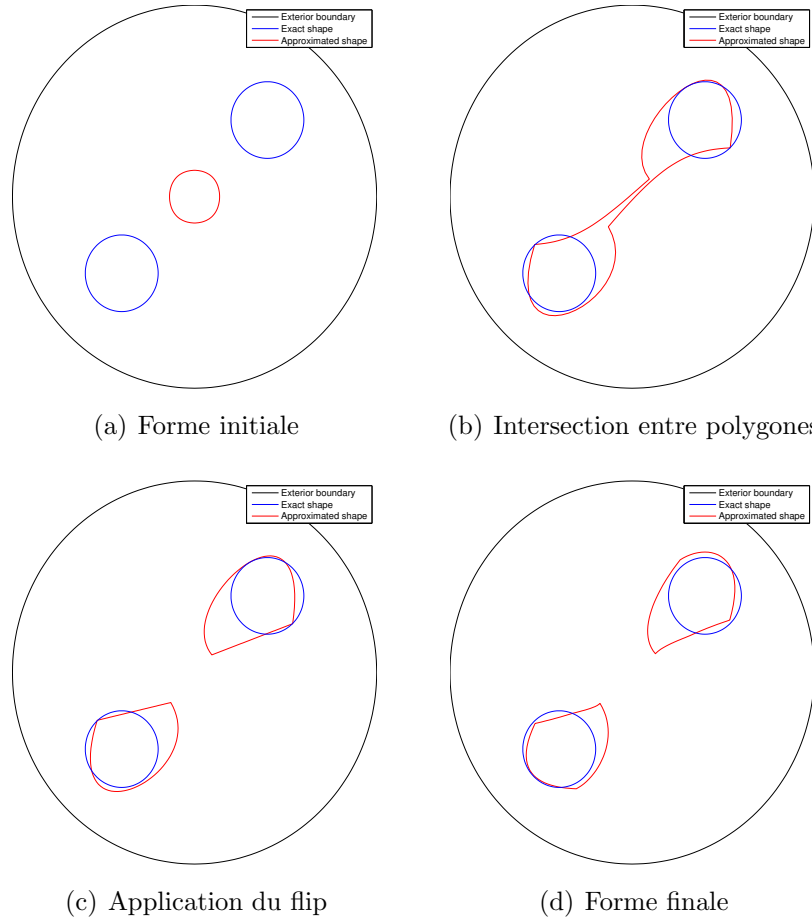 Exterior boundary
Exact shape
Approximated shape
Exterior boundary
Exact shape
Approximated shape
(a) Forme initiale
(b) Intersection entre polygones
Exterior boundary
Exact shape
Approximated shape
Exterior boundary
Exact shape
Approximated shape
(c) Application du flip
(d) Forme finale